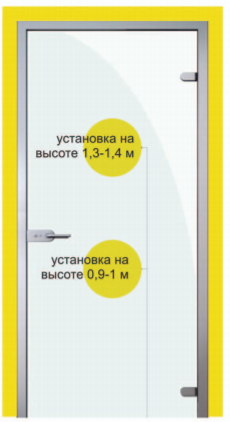 установка на
высоте 1,3-1,4 м
установка на
высоте 0,9-1 м